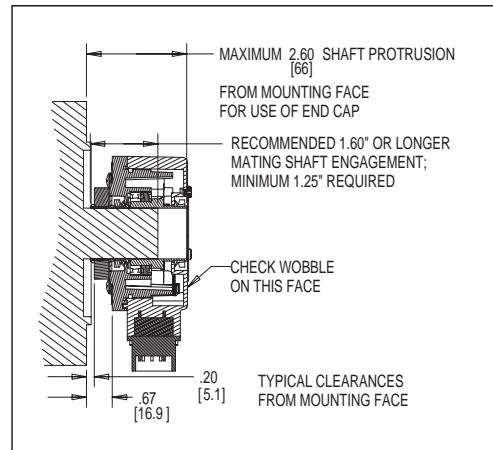 MAXIMUM 2.60 SHAFT PROTRUSION
[66]
FROM MOUNTING FACE
FOR USE OF END CAP
RECOMMENDED 1.60" OR LONGER
MATING SHAFT ENGAGEMENT;
MINIMUM 1.25" REQUIRED
CHECK WOBBLE
ON THIS FACE
.20
[5.1]
TYPICAL CLEARANCES
FROM MOUNTING FACE
.67
[16.9]